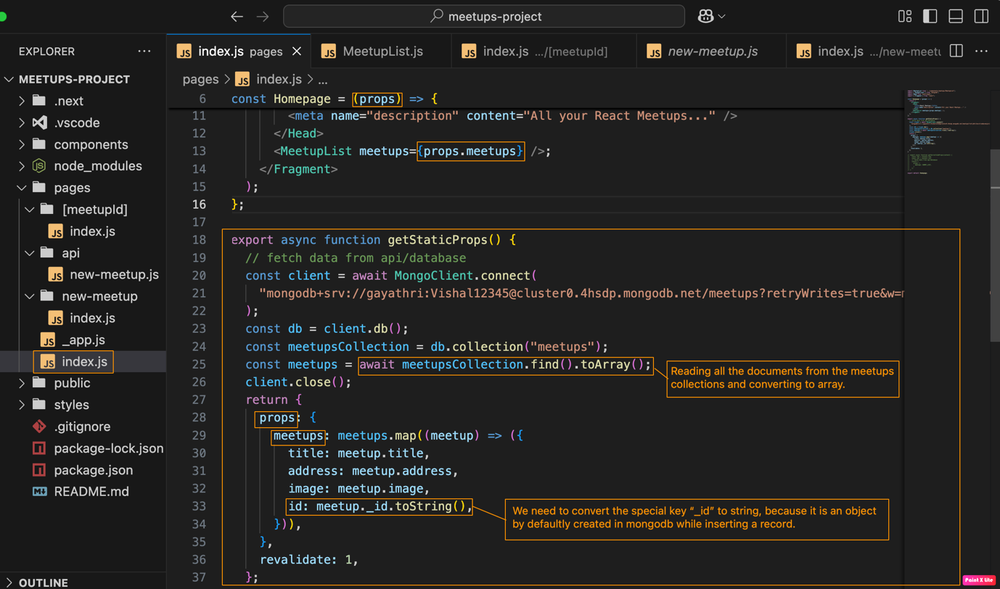 meetups-project
EXPLORER
index.js pages
MeetupList.js
index.js .../[meetupId]
new-meetup.js
index.js .../new-meetu
MEETUPS-PROJECT
.next
.vscode
components
node_modules
pages
[meetupId]
index.js
api
new-meetup.js
new-meetup
index.js
_app.js
index.js
public
styles
.gitignore
package-lock.json
package.json
README.md
OUTLINE
pages > index.js > ...
6 const Homepage = (props) => {
11 <meta name="description" content="All your React Meetups..." />
12 </Head>
13 <MeetupList meetups={props.meetups} />;
14 </Fragment>
15 );
16 };
17
18 export async function getStaticProps() {
19 // fetch data from api/database
20 const client = await MongoClient.connect(
21 "mongodb+srv://gayathri:Vishal12345@cluster0.4hsdp.mongodb.net/meetups?retryWrites=true&w=
22 );
23 const db = client.db();
24 const meetupsCollection = db.collection("meetups");
25 const meetups = await meetupsCollection.find().toArray();
Reading all the documents from the meetups
collections and converting to array.
26 client.close();
27 return {
28 props: {
29 meetups: meetups.map((meetup) => ({
30 title: meetup.title,
31 address: meetup.address,
32 image: meetup.image,
33 id: meetup._id.toString(),
We need to convert the special key “_id” to string, because it is an object
by defaultly created in mongodb while inserting a record.
34 })),
35 },
36 revalidate: 1,
37 };
Paint X lite